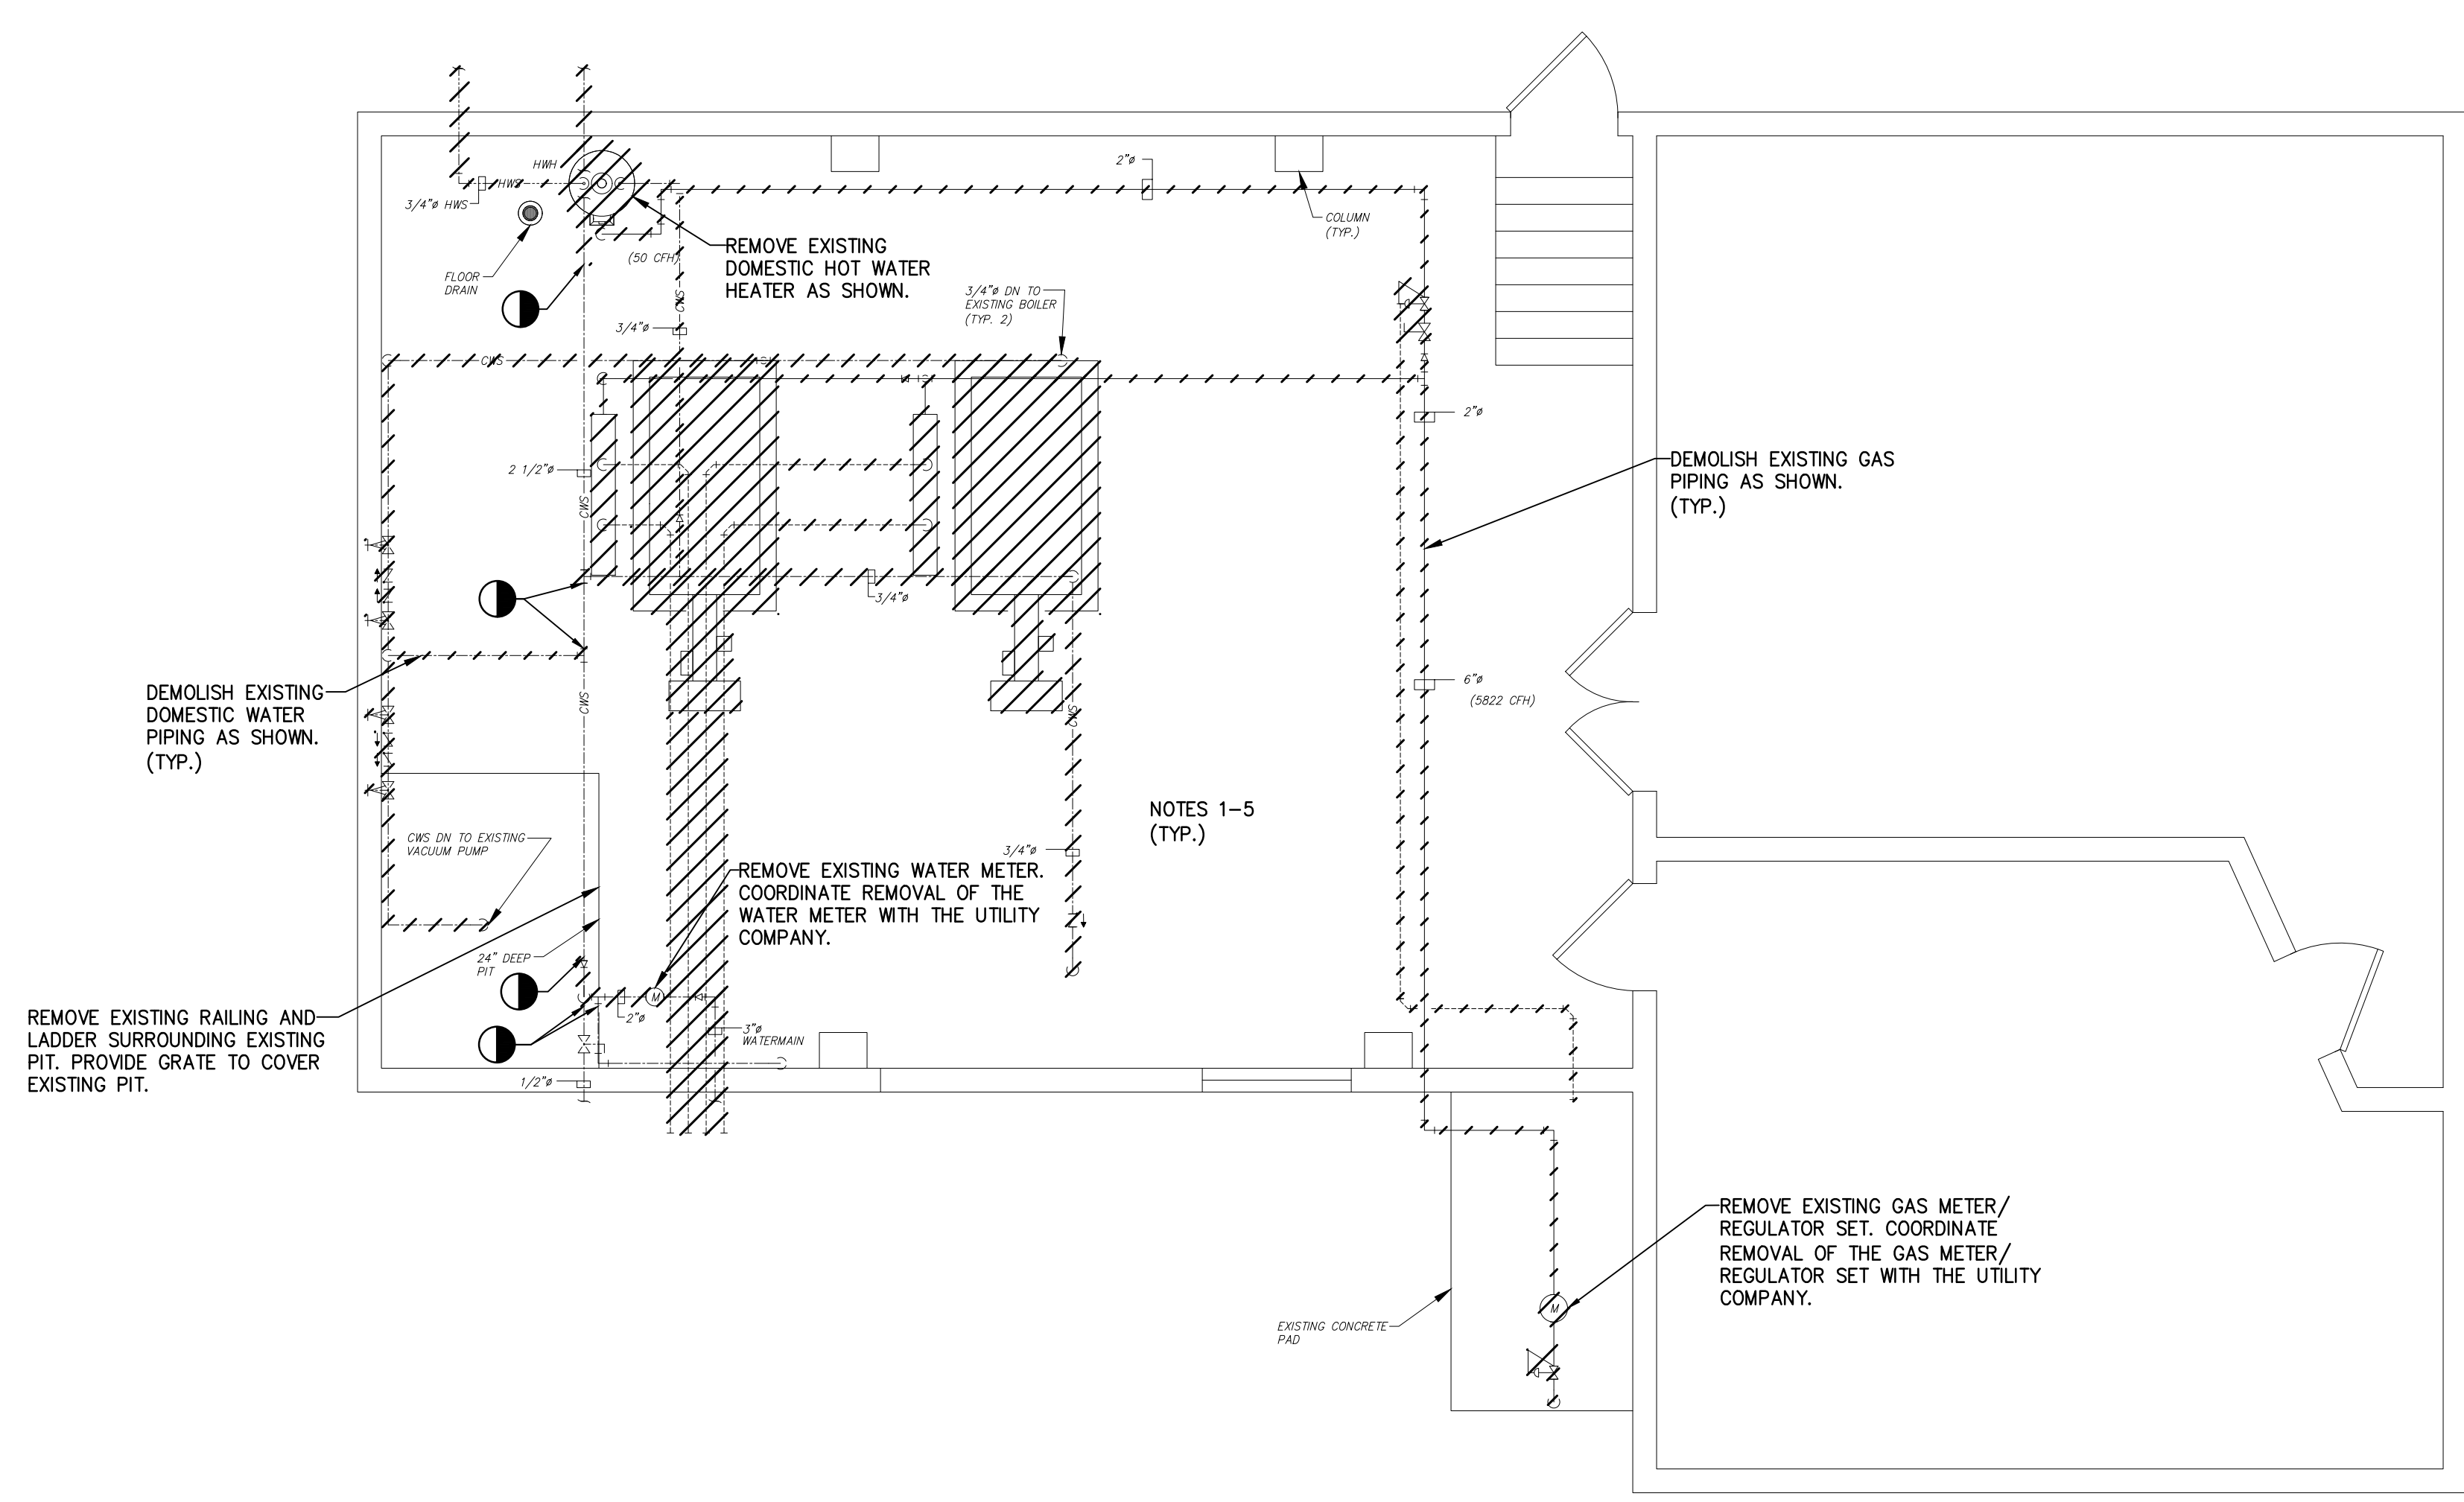 HWH
HWS
3/4"ø HWS
FLOOR
DRAIN
(50 CFH)
REMOVE EXISTING
DOMESTIC HOT WATER
HEATER AS SHOWN.
2"ø
COLUMN
(TYP.)
CWS
3/4"ø
3/4"ø DN TO
EXISTING BOILER
(TYP. 2)
CWS
2"ø
2 1/2"ø
CWS
DEMOLISH EXISTING GAS
PIPING AS SHOWN.
(TYP.)
3/4"ø
6"ø
(5822 CFH)
DEMOLISH EXISTING
DOMESTIC WATER
PIPING AS SHOWN.
(TYP.)
CWS
CWS
NOTES 1-5
(TYP.)
CWS DN TO EXISTING
VACUUM PUMP
3/4"ø
REMOVE EXISTING WATER METER.
COORDINATE REMOVAL OF THE
WATER METER WITH THE UTILITY
COMPANY.
24" DEEP
PIT
M
2"ø
3"ø
WATERMAIN
REMOVE EXISTING RAILING AND
LADDER SURROUNDING EXISTING
PIT. PROVIDE GRATE TO COVER
EXISTING PIT.
1/2"ø
REMOVE EXISTING GAS METER/
REGULATOR SET. COORDINATE
REMOVAL OF THE GAS METER/
REGULATOR SET WITH THE UTILITY
COMPANY.
M
EXISTING CONCRETE
PAD